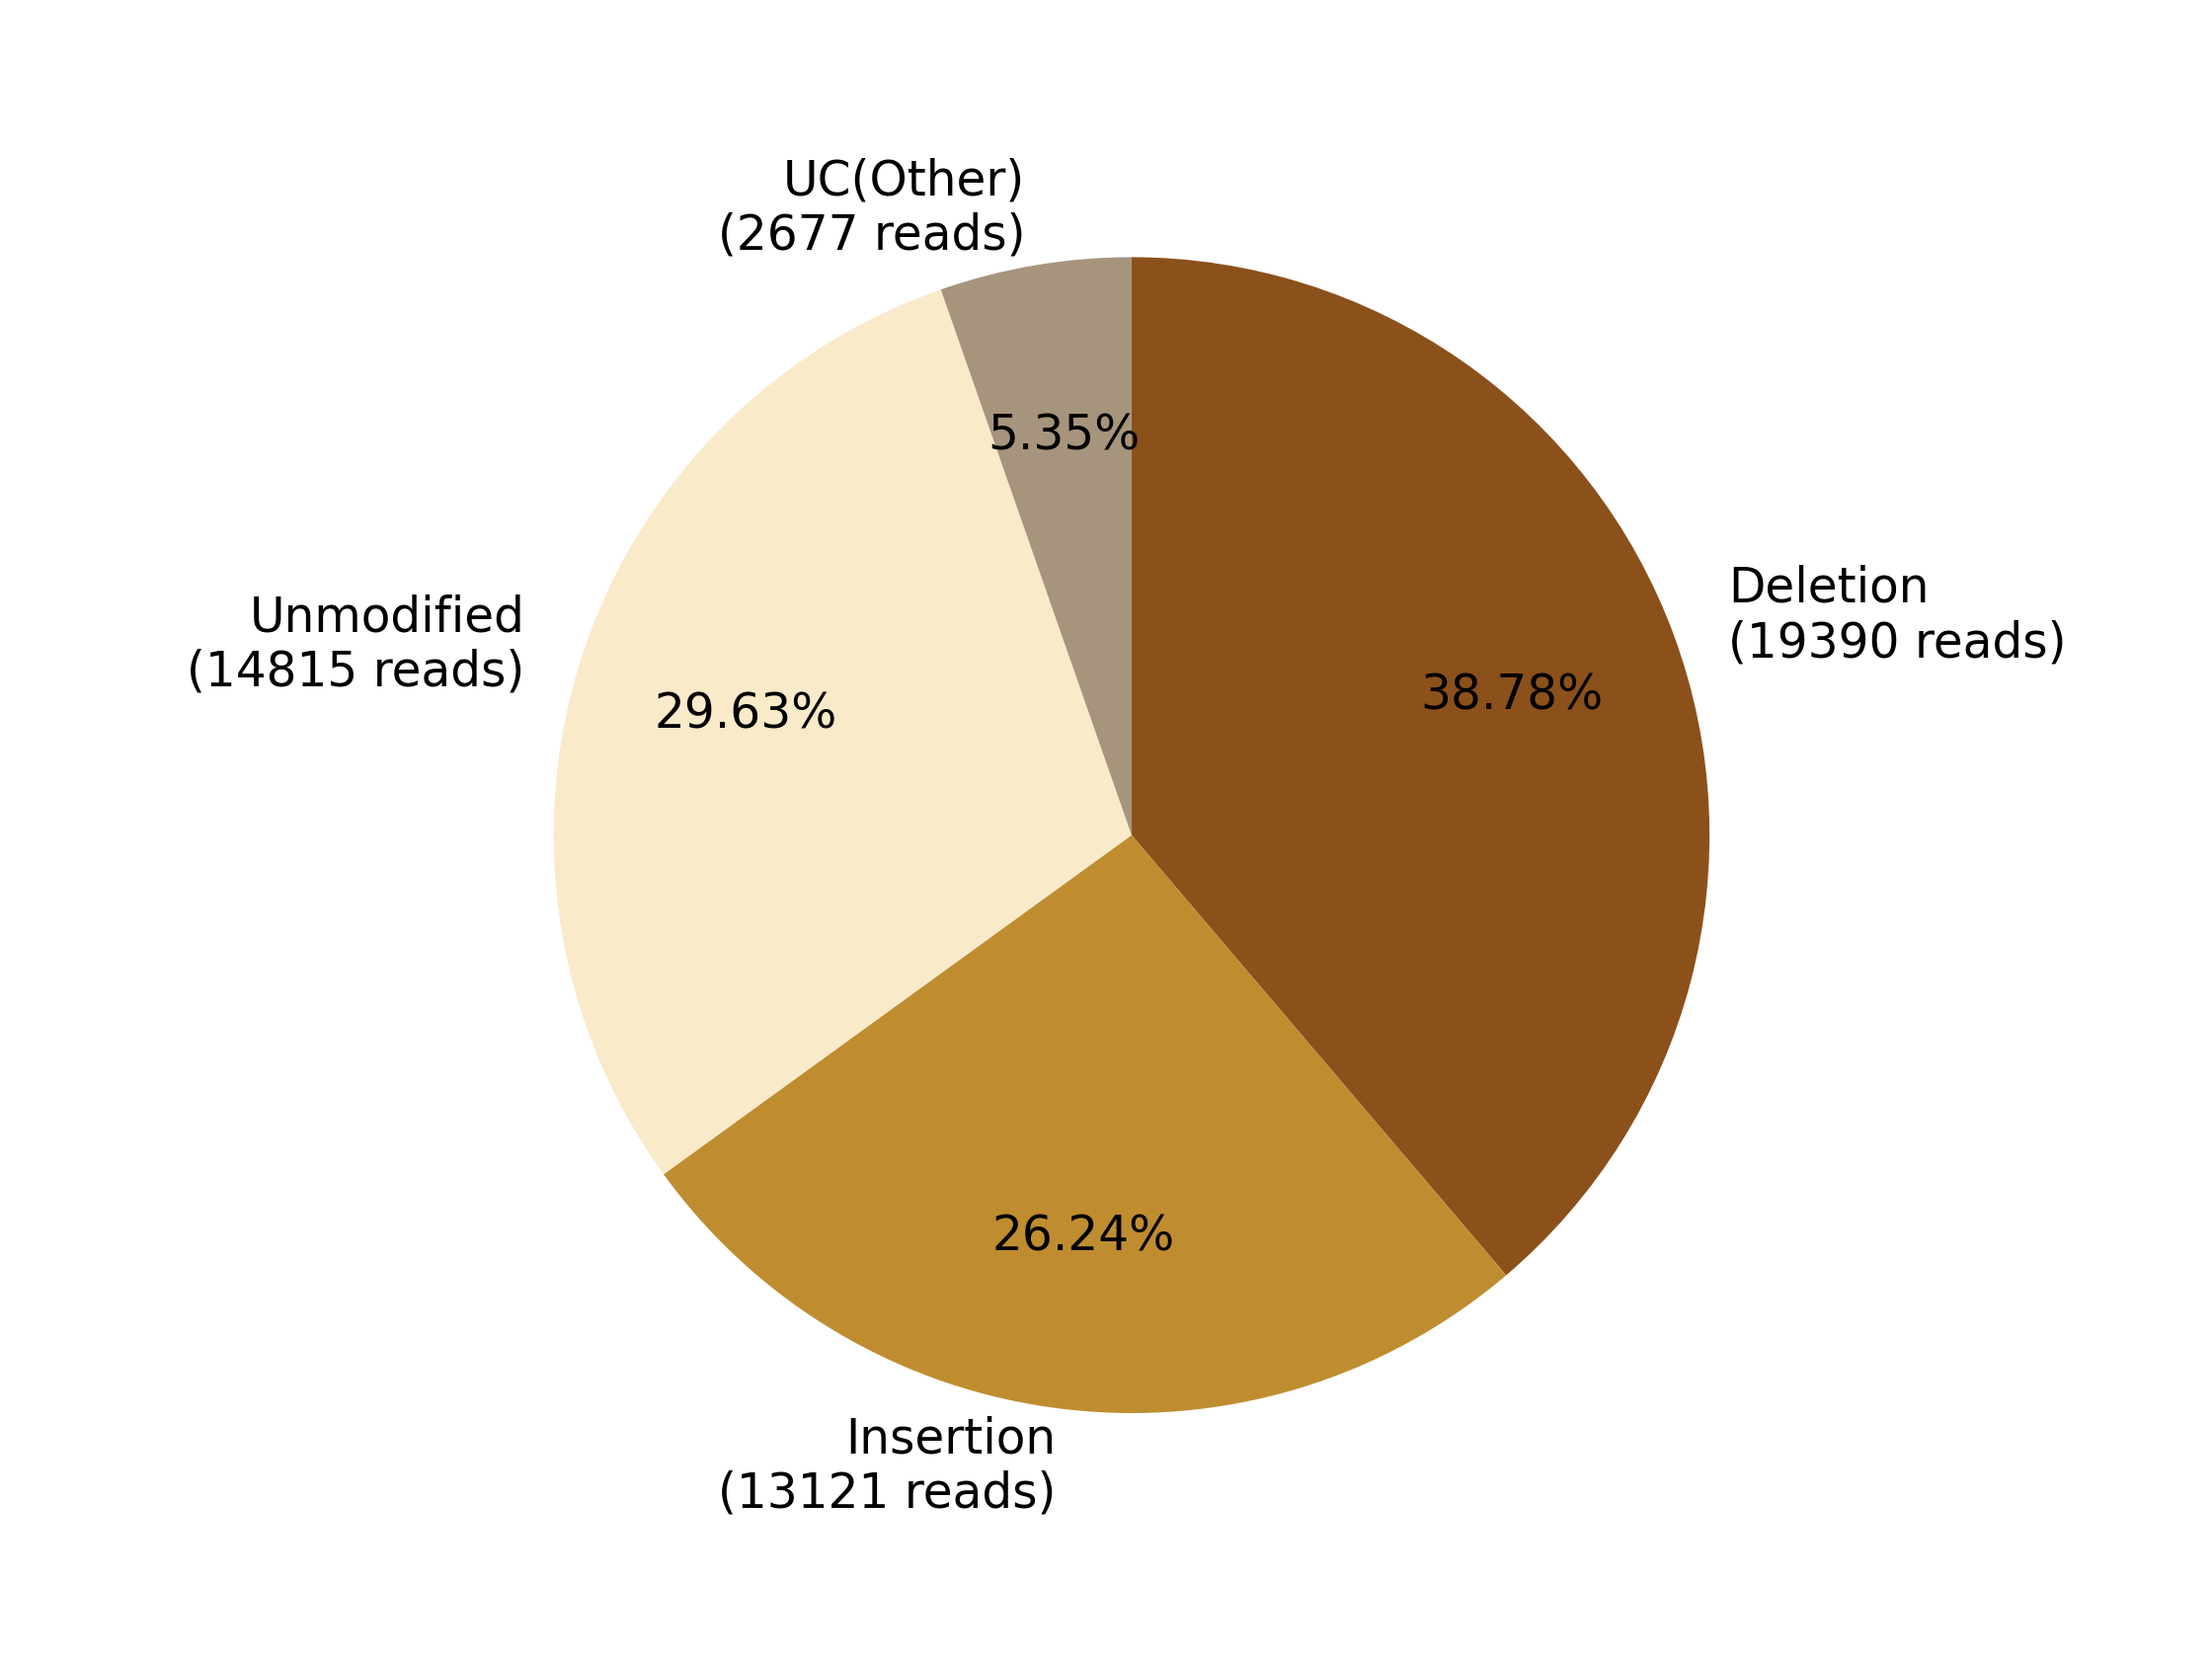 UC(Other)
(2677 reads)
5.35%
Deletion
(19390 reads)
38.78%
Unmodified
(14815 reads)
29.63%
26.24%
Insertion
(13121 reads)